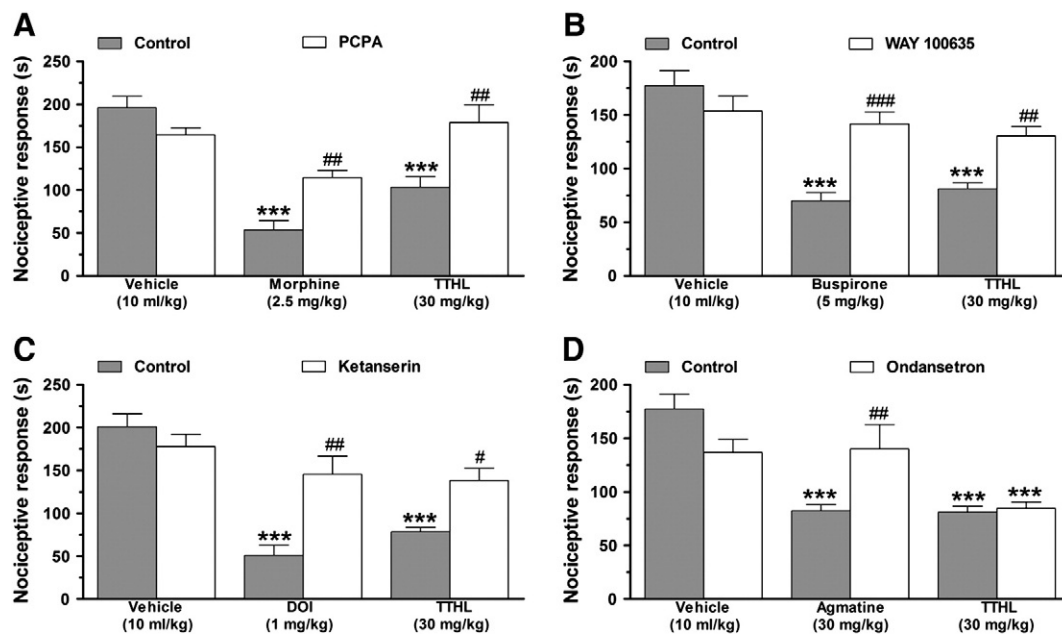 A
Control PCPA
Nociceptive response (s)
250
200
150
100
50
0
***
##
***
##
Vehicle Morphine TTHL
(10 ml/kg) (2.5 mg/kg) (30 mg/kg)
B
Control WAY 100635
Nociceptive response (s)
200
150
100
50
0
***
###
***
##
Vehicle Buspirone TTHL
(10 ml/kg) (5 mg/kg) (30 mg/kg)
C
Control Ketanserin
Nociceptive response (s)
250
200
150
100
50
0
***
##
***
#
Vehicle DOI TTHL
(10 ml/kg) (1 mg/kg) (30 mg/kg)
D
Control Ondansetron
Nociceptive response (s)
200
150
100
50
0
***
##
***
***
Vehicle Agmatine TTHL
(10 ml/kg) (30 mg/kg) (30 mg/kg)